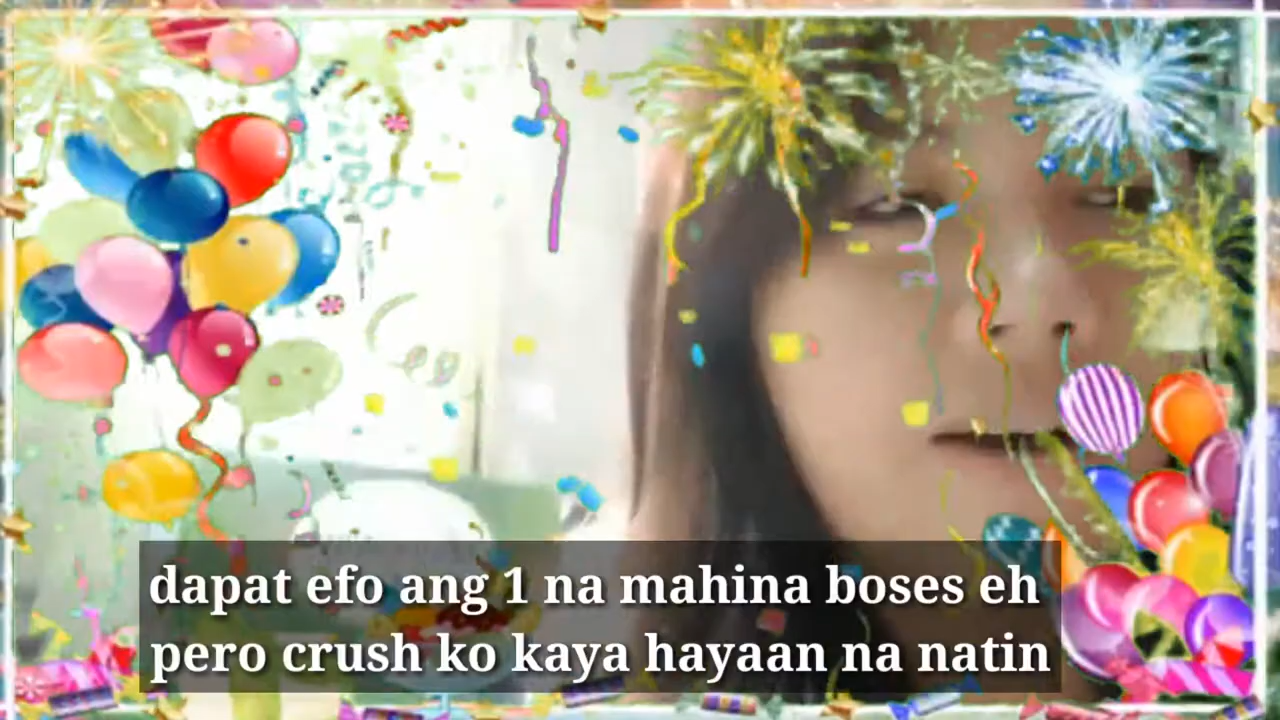 dapat efo ang 1 na mahina boses eh
pero crush ko kaya hayaan na natin